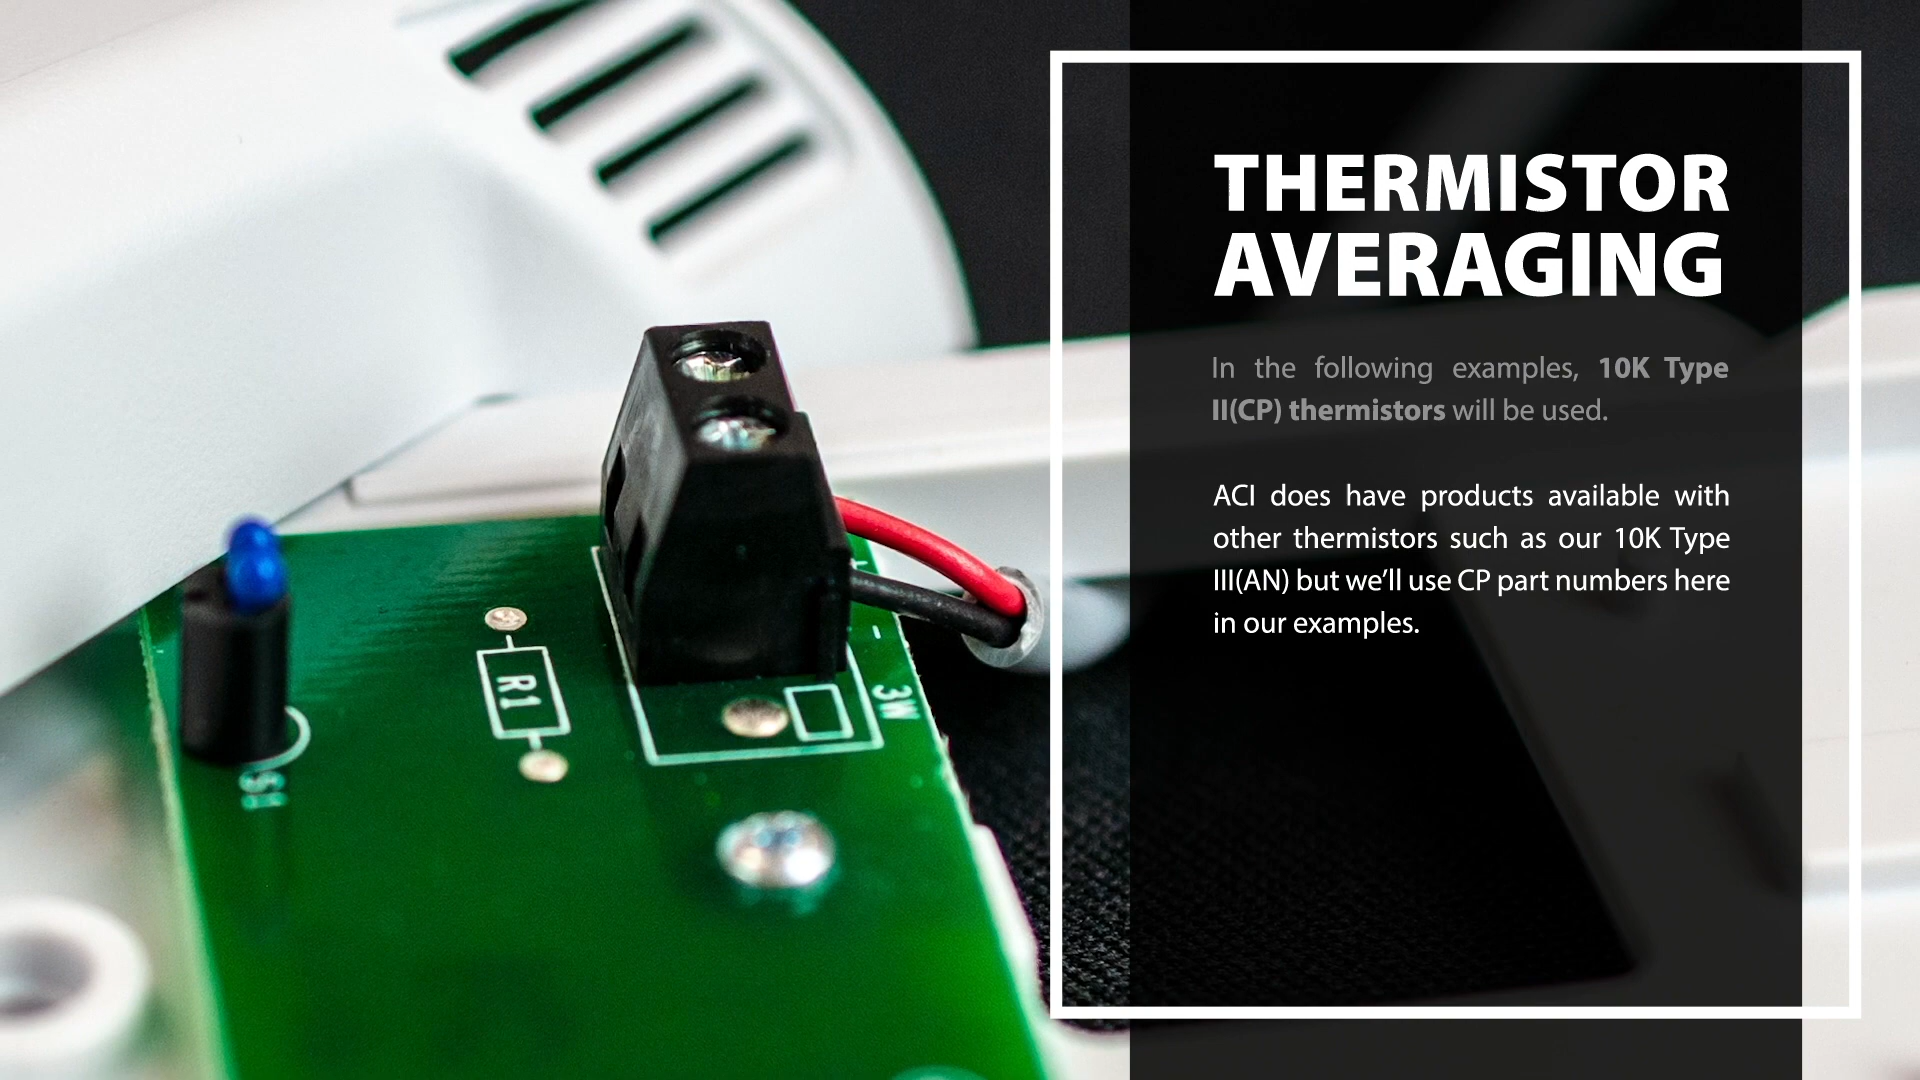 THERMISTOR
AVERAGING
In the following examples, 10K Type
II(CP) thermistors will be used.
ACI does have products available with
other thermistors such as our 10K Type
III(AN) but we’ll use CP part numbers here
in our examples.
R1
3W
-